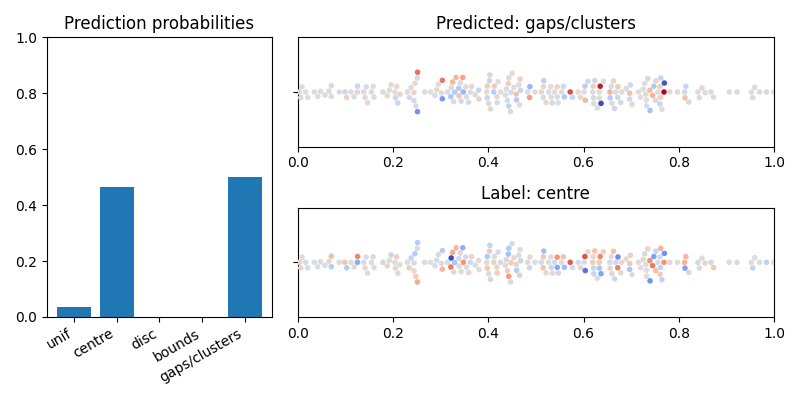 Prediction probabilities
1.0
0.8
0.6
0.4
0.2
0.0
unif
centre
disc
bounds
gaps/clusters
Predicted: gaps/clusters
0.0 0.2 0.4 0.6 0.8 1.0
Label: centre
0.0 0.2 0.4 0.6 0.8 1.0